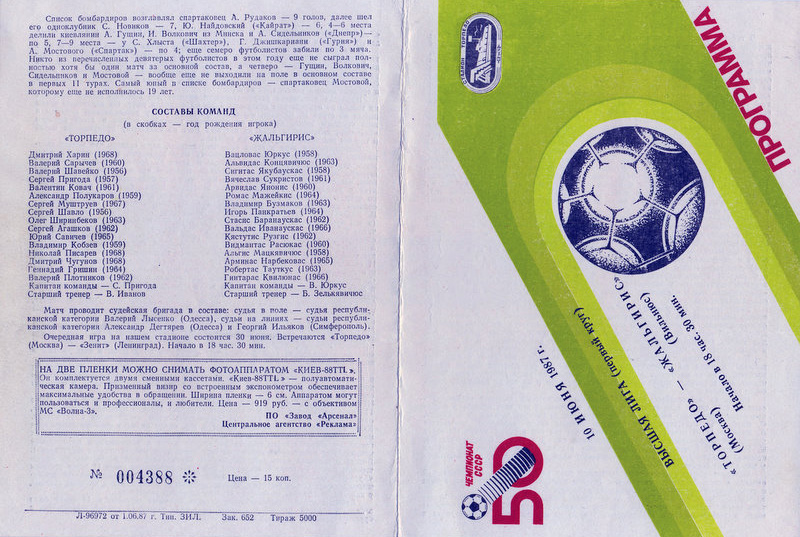 Список бомбардиров возглавлял спартаковец А. Рудаков — 9 голов, далее шел
его одноклубник С. Новиков — 7, Ю. Найдовский («Кайрат») — 6, 4—6 места
делили киевлянин А. Гущин, И. Волкович из Минска и А. Сидельников («Днепр»)—
по 5, 7—9 места — у С. Хлыста («Шахтер»), Г. Джишкариани («Гурия») и
А. Мостового («Спартак») — по 4; еще семеро футболистов забили по 3 мяча.
Никто из перечисленных девятерых футболистов в этом году еще не сыграл пол-
ностью хотя бы один матч за основной состав, а четверо — Гущин, Волкович,
Сидельников и Мостовой — вообще еще не выходили на поле в основном составе
в первых 11 турах. Самый юный в списке бомбардиров — спартаковец Мостовой,
которому еще не исполнилось 19 лет.
СОСТАВЫ КОМАНД
(в скобках — год рождения игрока)
«ТОРПЕДО»
Дмитрий Харин (1968)
Валерий Сарычев (1960)
Валерий Шавейко (1956)
Сергей Пригода (1957)
Валентин Ковач (1961)
Александр Полукаров (1959)
Сергей Муштруев (1967)
Сергей Шавло (1956)
Олег Ширинбеков (1963)
Сергей Агашков (1962)
Юрий Савичев (1965)
Владимир Кобзев (1959)
Николай Писарев (1968)
Дмитрий Чугунов (1968)
Геннадий Гришин (1964)
Валерий Плотников (1962)
Капитан команды — С. Пригода
Старший тренер — В. Иванов
«ЖАЛЬГИРИС»
Вацловас Юркус (1958)
Альвидас Концявичюс (1963)
Сигитас Якубаускас (1958)
Вячеслав Сукристов (1961)
Арвидас Янонис (1960)
Ромас Мажейкис (1964)
Владимир Бузмаков (1963)
Игорь Панкратьев (1964)
Стасис Баранаускас (1962)
Вальдас Иванаускас (1966)
Кястутис Рузгис (1962)
Видмантас Расюкас (1960)
Альгис Мацкявичюс (1958)
Арминас Нарбековас (1965)
Робертас Тауткус (1963)
Гинтарас Квилюнас (1966)
Капитан команды — В. Юркус
Старший тренер — Б. Зелькявичюс
Матч проводит судейская бригада в составе: судья в поле — судья республи-
канской категории Валерий Лысенко (Одесса), судьи на линиях — судьи республи-
канской категории Александр Дегтярев (Одесса) и Георгий Ильяков (Симферополь).
Очередная игра на нашем стадионе состоится 30 июня. Встречаются «Торпедо»
(Москва) — «Зенит» (Ленинград). Начало в 18 час. 30 мин.
НА ДВЕ ПЛЕНКИ МОЖНО СНИМАТЬ ФОТОАППАРАТОМ «КИЕВ-88TTL».
Он комплектуется двумя сменными кассетами. «Киев-88TTL» — полуавтомати-
ческая камера. Призменный визир со встроенным экспонометром обеспечивает
максимальные удобства в обращении. Ширина пленки — 6 см. Аппаратом могут
пользоваться и профессионалы, и любители. Цена — 919 руб. — с объективом
МС «Волна-3».
ПО «Завод «Арсенал»
Центральное агентство «Реклама»
№ 004388
Цена — 15 коп.
Л-96972 от 1.06.87 г. Тип. ЗИЛ. Зак. 652 Тираж 5000
ПРОГРАММА
«ТОРПЕДО» — «ЖАЛЬГИРИС»
(Москва) (Вильнюс)
Начало в 18 час. 30 мин.
ВЫСШАЯ ЛИГА (первый круг)
10 ИЮНЯ 1987 г.
ЧЕМПИОНАТ
СССР
50